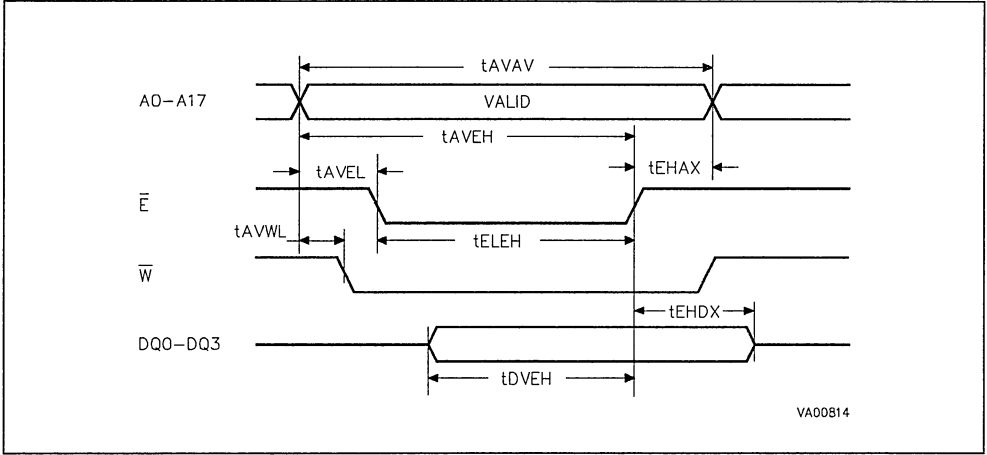 tAVAV
A0-A17
VALID
tAVEH
tAVEL
tEHAX
E̅
tAVWL
tELEH
W̅
tEHDX
DQ0-DQ3
tDVEH
VA00814